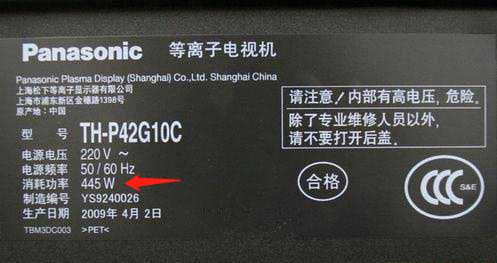 Panasonic 等离子电视机
Panasonic Plasma Display (Shanghai) Co.,Ltd. Shanghai China
上海松下等离子显示器有限公司
上海市浦东新区金穗路1398号
原产地:中国
型 号 TH-P42G10C
电源电压 220 V ~
电源频率 50 / 60 Hz
消耗功率 445 W
制造编号 YS9240026
生产日期 2009年 4月 2日
TBM3DC003 >PET<
请注意! 内部有高电压, 危险。
除了专业维修人员以外,
请不要打开后盖。
合格
CCC S&E